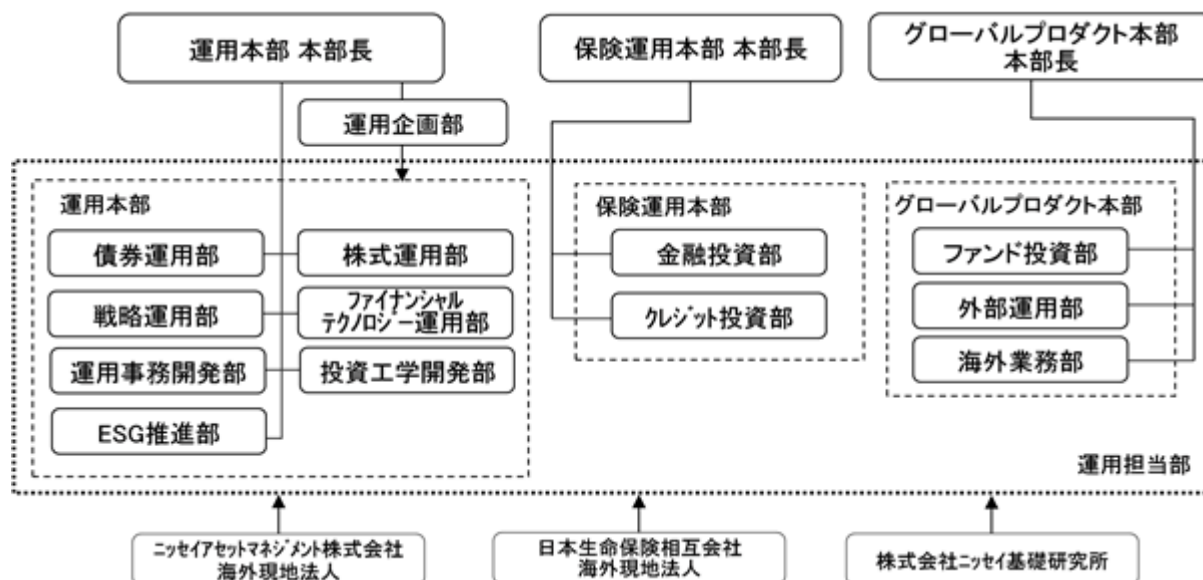 運用本部 本部長
保険運用本部 本部長
グローバルプロダクト本部
本部長
運用企画部
運用本部
債券運用部
株式運用部
戦略運用部
ファイナンシャル
テクノロジー運用部
運用事務開発部
投資工学開発部
ESG推進部
保険運用本部
金融投資部
クレジット投資部
グローバルプロダクト本部
ファンド投資部
外部運用部
海外業務部
運用担当部
ニッセイアセットマネジメント株式会社
海外現地法人
日本生命保険相互会社
海外現地法人
株式会社ニッセイ基礎研究所